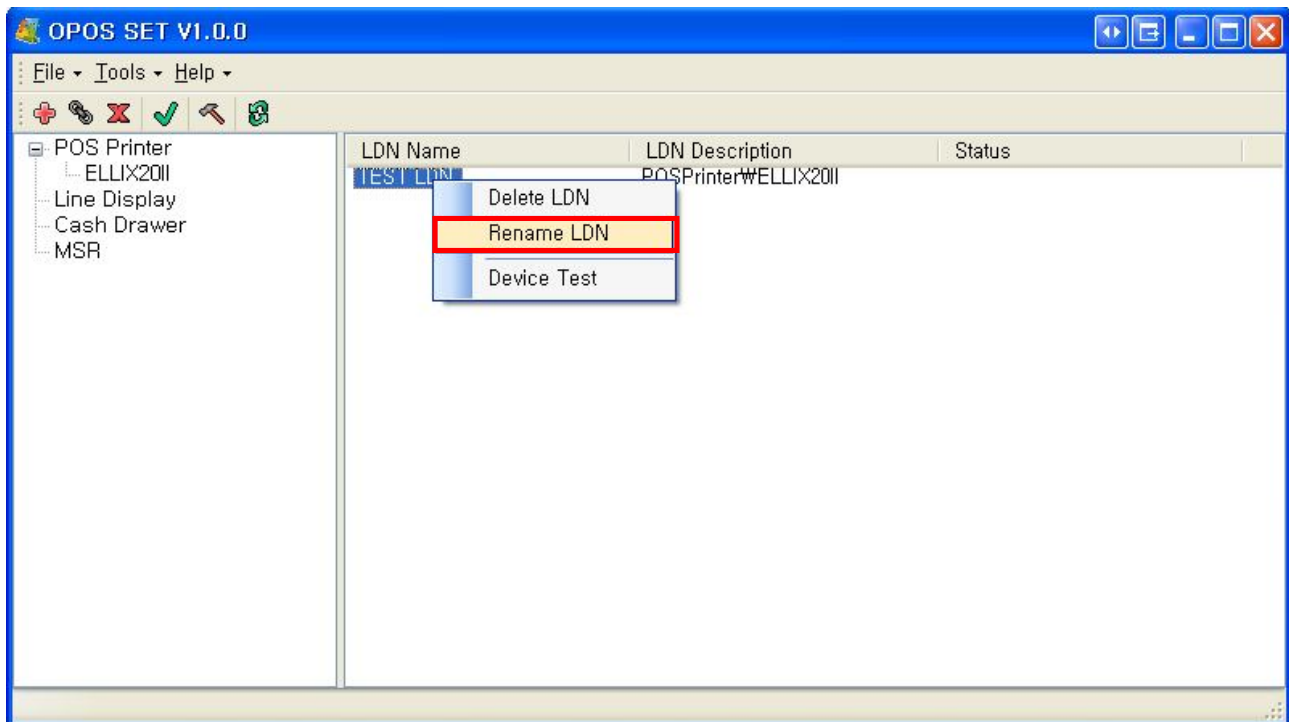 OPOS SET V1.0.0
File Tools Help
POS Printer
ELLIX20II
Line Display
Cash Drawer
MSR
LDN Name LDN Description Status
TEST LDN POSPrinter₩ELLIX20II
Delete LDN
Rename LDN
Device Test